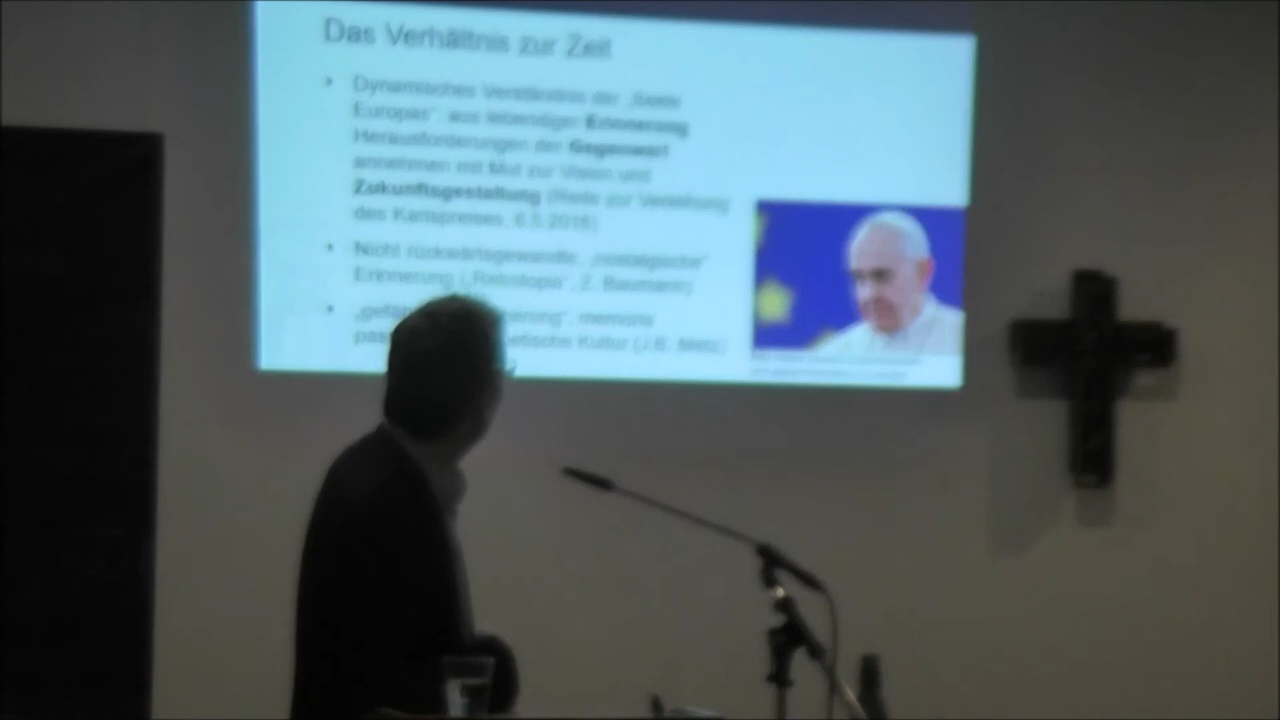 Das Verhältnis zur Zeit
• Dynamisches Verständnis der „Seele
Europas“: aus lebendiger Erinnerung
Herausforderungen der Gegenwart
annehmen mit Mut zur Vision und
Zukunftsgestaltung (Rede zur Verleihung
des Karlspreises, 6.5.2016)
• Nicht rückwärtsgewandte, „nostalgische“
Erinnerung („Retrotopia“, Z. Baumann)
memoria
Kultur (J.B. Metz)